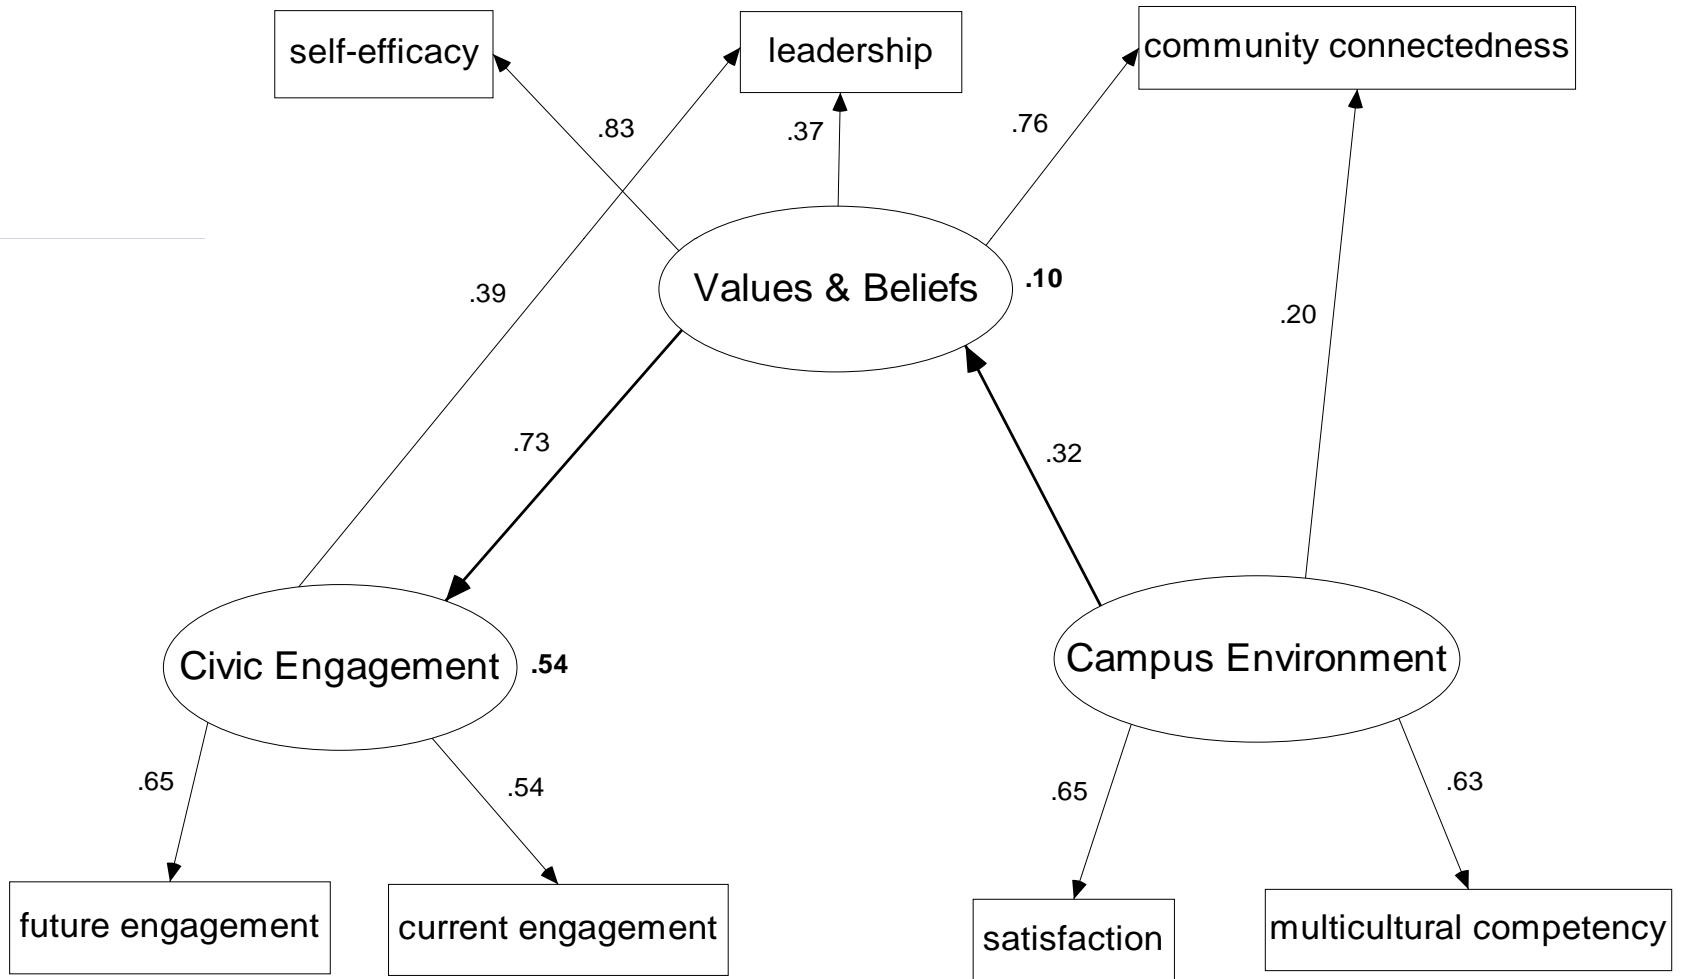 self-efficacy
leadership
community connectedness
.83
.37
.76
Values & Beliefs
.10
.39
.20
.73
.32
Civic Engagement
.54
Campus Environment
.65
.54
.65
.63
future engagement
current engagement
satisfaction
multicultural competency